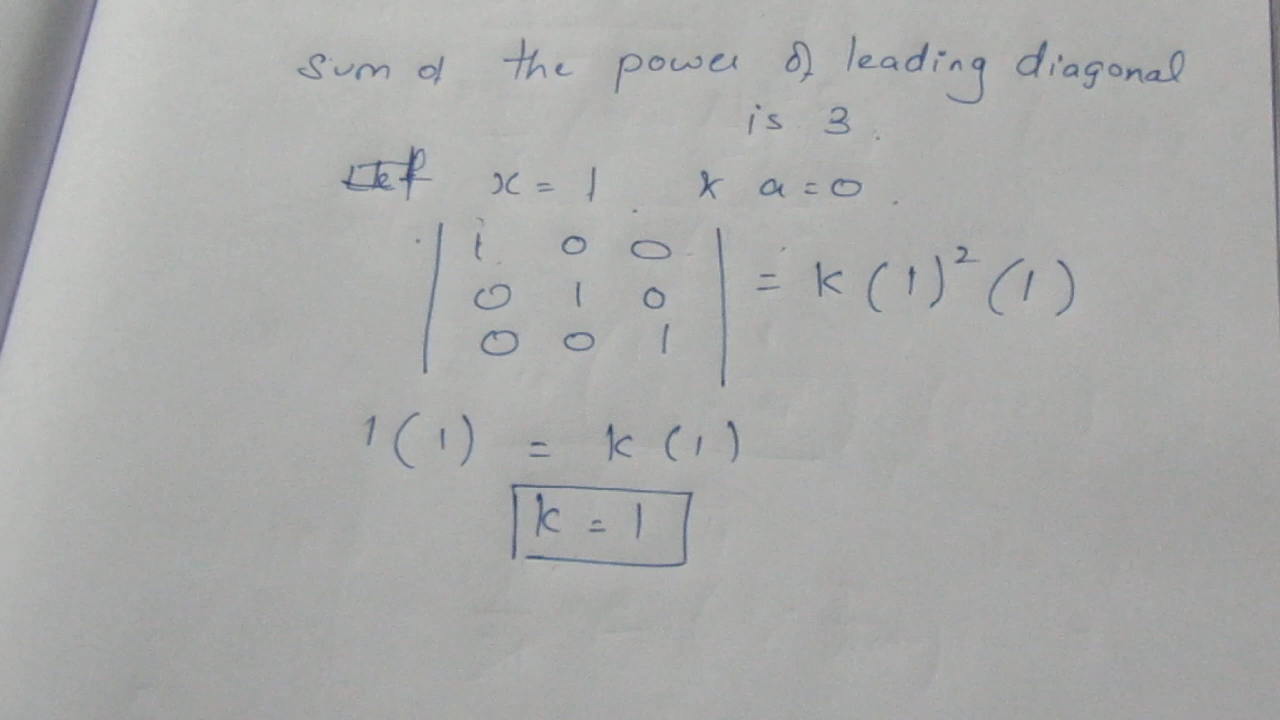 Sum of the power of leading diagonal
is 3.
x = 1. x a = 0.
| 1 0 0 |
| 0 1 0 | = k (1)² (1)
| 0 0 1 |
1 (1) = k (1)
k = 1